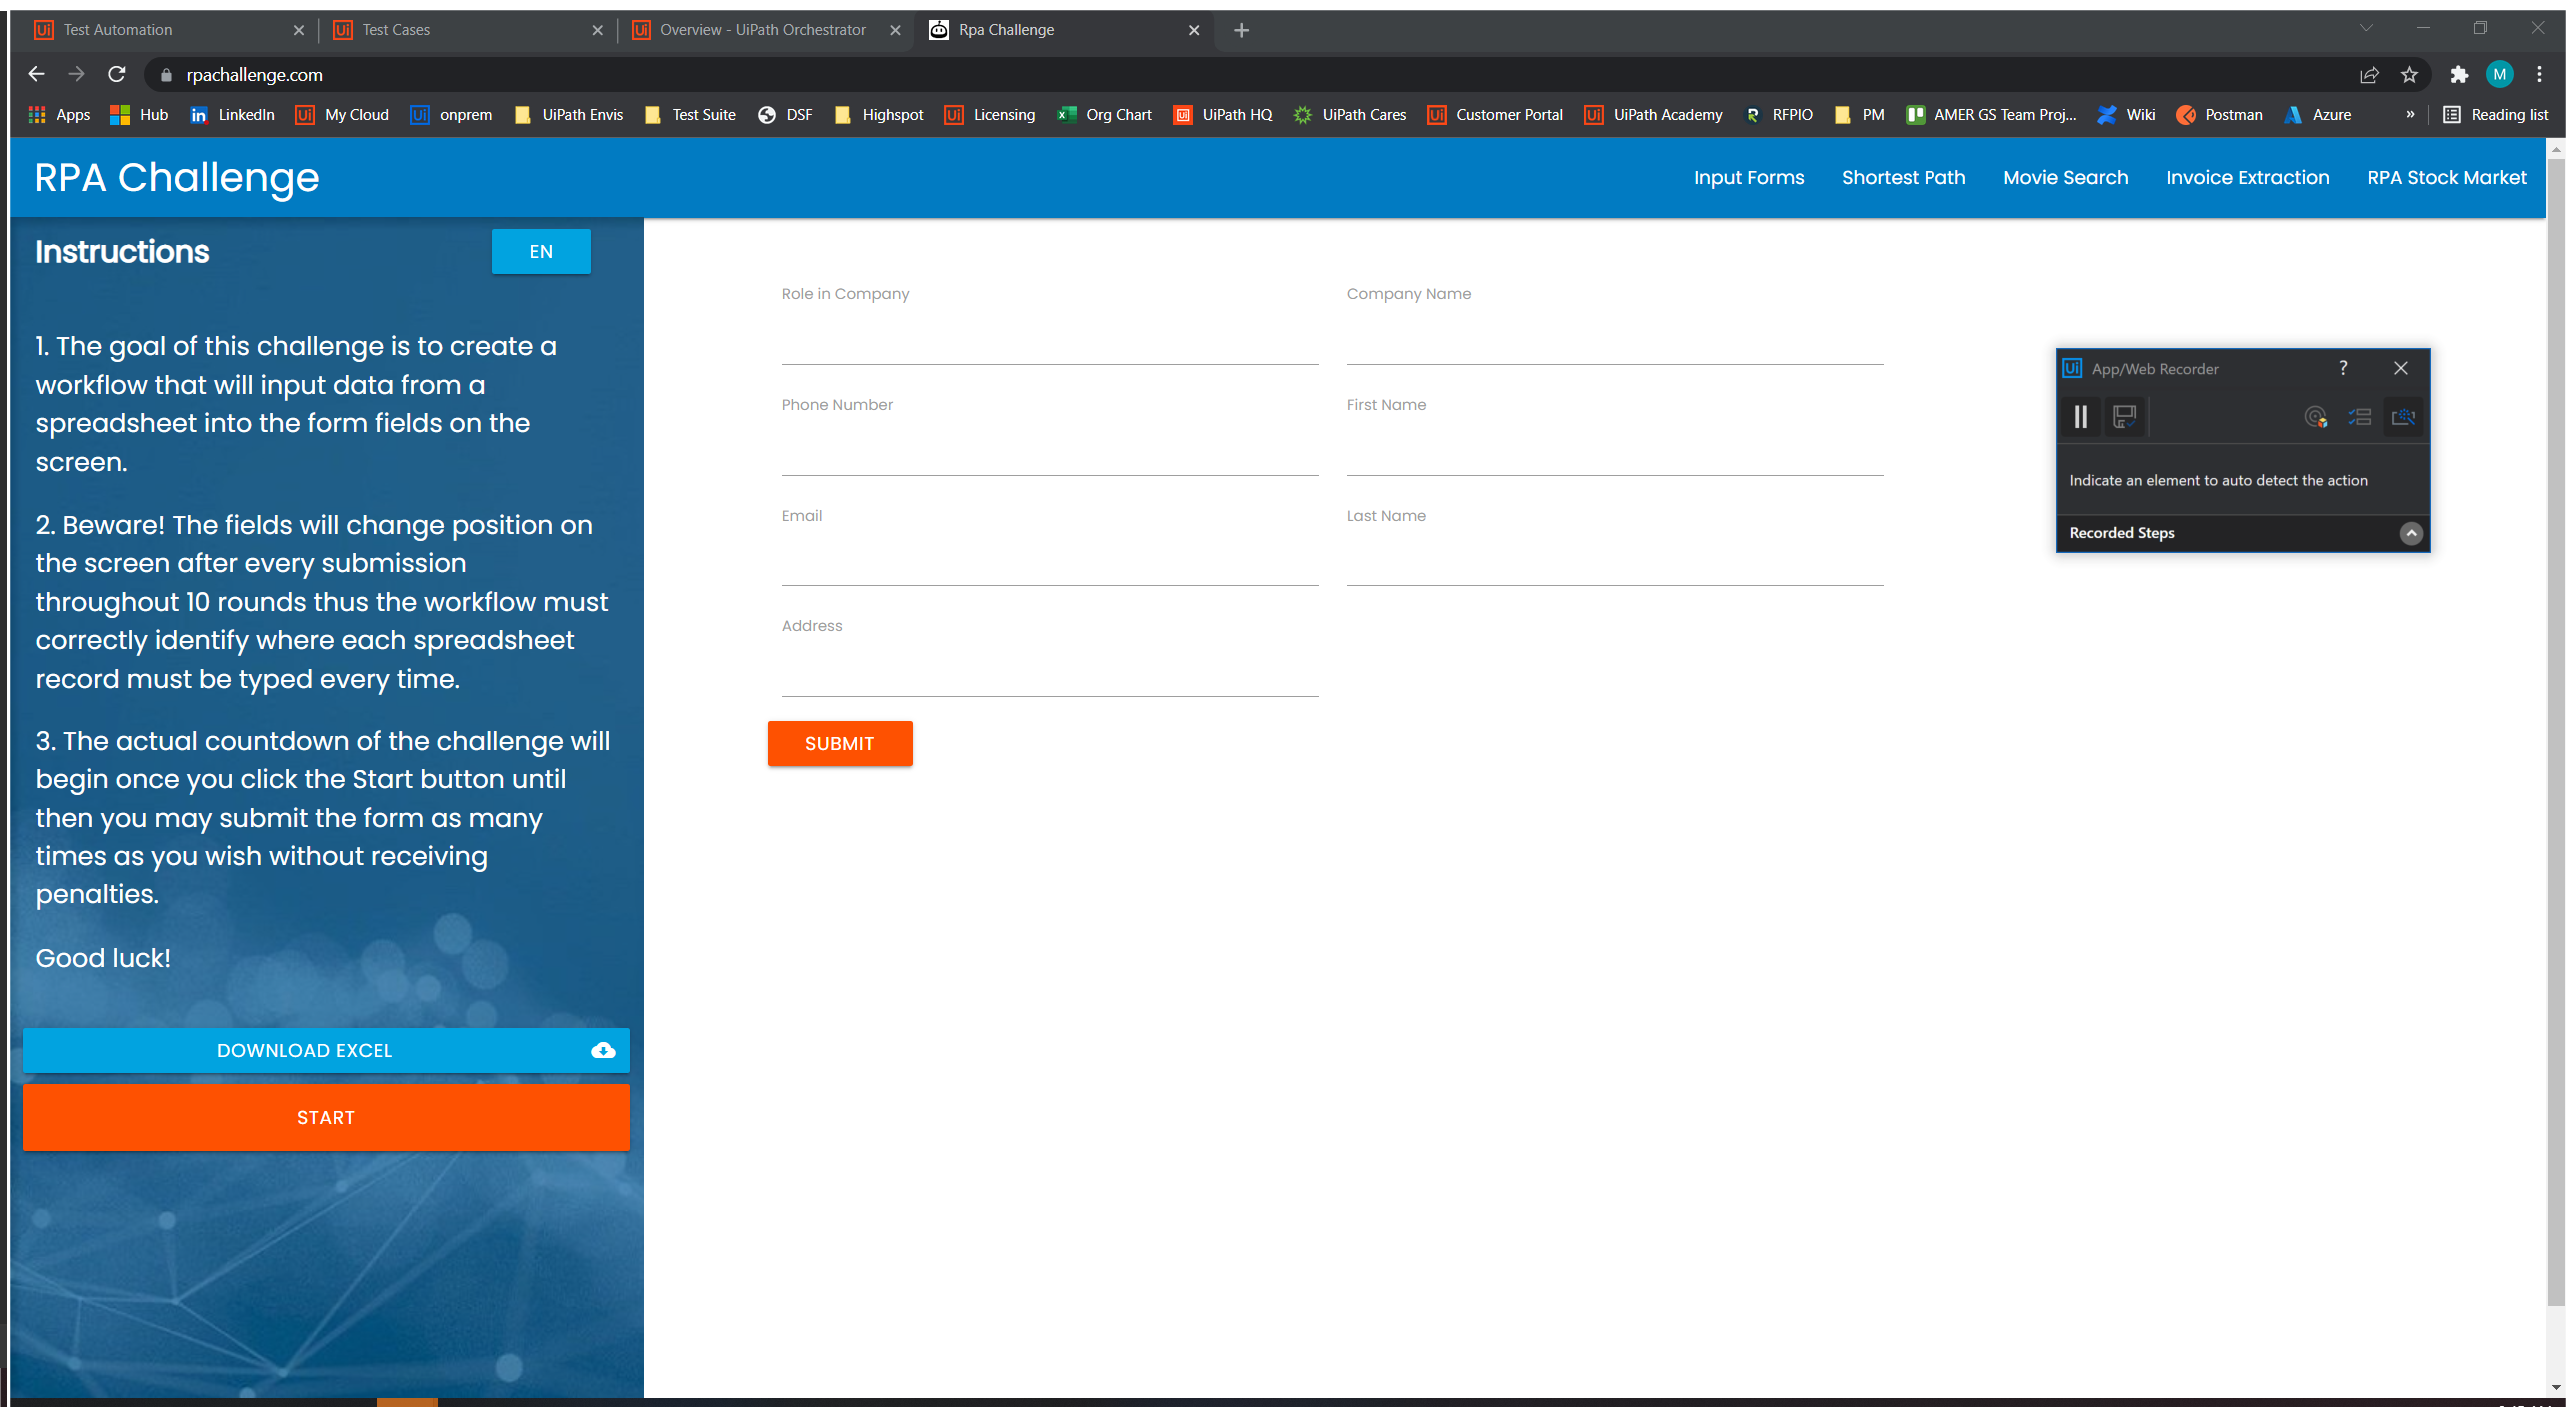 Test Automation
Test Cases
Overview - UiPath Orchestrator
Rpa Challenge
rpachallenge.com
M
Apps
Hub
LinkedIn
My Cloud
onprem
UiPath Envis
Test Suite
DSF
Highspot
Licensing
Org Chart
UiPath HQ
UiPath Cares
Customer Portal
UiPath Academy
RFPIO
PM
AMER GS Team Proj...
Wiki
Postman
Azure
»
Reading list
RPA Challenge
Input Forms
Shortest Path
Movie Search
Invoice Extraction
RPA Stock Market
Instructions
EN
1. The goal of this challenge is to create a
workflow that will input data from a
spreadsheet into the form fields on the
screen.
2. Beware! The fields will change position on
the screen after every submission
throughout 10 rounds thus the workflow must
correctly identify where each spreadsheet
record must be typed every time.
3. The actual countdown of the challenge will
begin once you click the Start button until
then you may submit the form as many
times as you wish without receiving
penalties.
Good luck!
DOWNLOAD EXCEL
START
Role in Company
Company Name
Phone Number
First Name
Email
Last Name
Address
SUBMIT
Ui App/Web Recorder ?
Indicate an element to auto detect the action
Recorded Steps